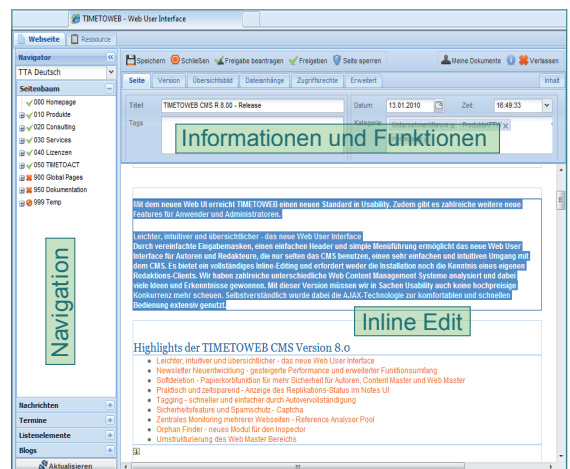 TIMETOWEB - Web User Interface
Webseite Ressource
Navigator
TTA Deutsch
Seitenbaum
000 Homepage
010 Produkte
020 Consulting
030 Services
040 Lizenzen
050 TIMETOACT
900 Global Pages
950 Dokumentation
999 Temp
Navigation
Nachrichten
Termine
Listenelemente
Blogs
Aktualisieren
Speichern Schließen Freigabe beantragen Freigeben Seite sperren Meine Dokumente Verlassen
Seite Version Übersichtsbild Dateianhänge Zugriffsrechte Erweitert Inhalt
Titel TIMETOWEB CMS R 8.00 - Release Datum: 13.01.2010 Zeit: 16:49:33
Tags Kategorie
Informationen und Funktionen
Mit dem neuen Web UI erreicht TIMETOWEB einen neuen Standard in Usability. Zudem gibt es zahlreiche weitere neue
Features für Anwender und Administratoren.
Leichter, intuitiver und übersichtlicher - das neue Web User Interface
Durch vereinfachte Eingabemasken, einen einfachen Header und simple Menüführung ermöglicht das neue Web User
Interface für Autoren und Redakteure, die nur selten das CMS benutzen, einen sehr einfachen und intuitiven Umgang mit
dem CMS. Es bietet ein vollständiges Inline-Editing und erfordert weder die Installation noch die Kenntnis eines eigenen
Redaktions-Clients. Wir haben zahlreiche unterschiedliche Web Content Management Systeme analysiert und dabei
viele Ideen und Erkenntnisse gewonnen. Mit dieser Version müssen wir in Sachen Usability auch keine hochpreisige
Konkurrenz mehr scheuen. Selbstverständlich wurde dabei die AJAX-Technologie zur komfortablen und schnellen
Bedienung extensiv genutzt.
Inline Edit
Highlights der TIMETOWEB CMS Version 8.0
Leichter, intuitiver und übersichtlicher - das neue Web User Interface
Newsletter Neuentwicklung - gesteigerte Performance und erweiterter Funktionsumfang
Softdeletion - Papierkorbfunktion für mehr Sicherheit für Autoren, Content Master und Web Master
Praktisch und zeitsparend - Anzeige des Replikations-Status im Notes UI
Tagging - schneller und einfacher durch Autovervollständigung
Sicherheitsfeature und Spamschutz - Captcha
Zentrales Monitoring mehrerer Webseiten - Reference Analyser Pool
Orphan Finder - neues Modul für den Inspector
Umstrukturierung des Web Master Bereichs